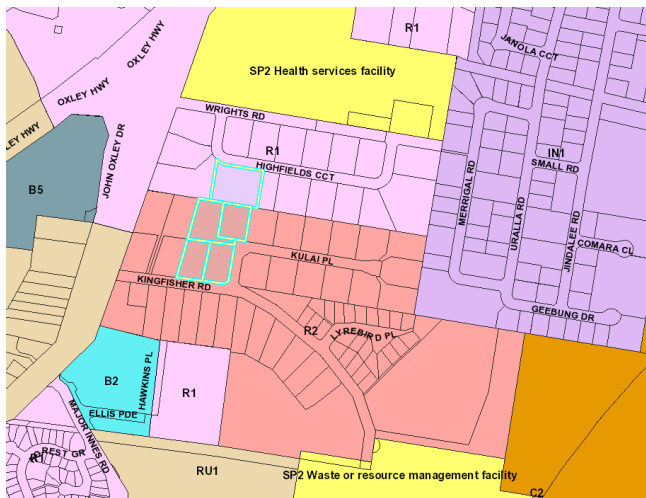 R1
JANOLA CCT
OXLEY HWY
SP2 Health services facility
OXLEY HWY
WRIGHTS RD
OXLEY HWY
R1
IN1
SMALL RD
HIGHFIELDS CCT
JOHN OXLEY DR
B5
MERRIGAL RD
URALLA RD
JINDALEE RD
COMARA CL
KULAI PL
KINGFISHER RD
GEEBUNG DR
R2
LYREBIRD PL
B2
HAWKINS PL
R1
ELLIS PDE
MAJOR INNES RD
R1
FOREST GR
RU1
SP2 Waste or resource management facility
C2